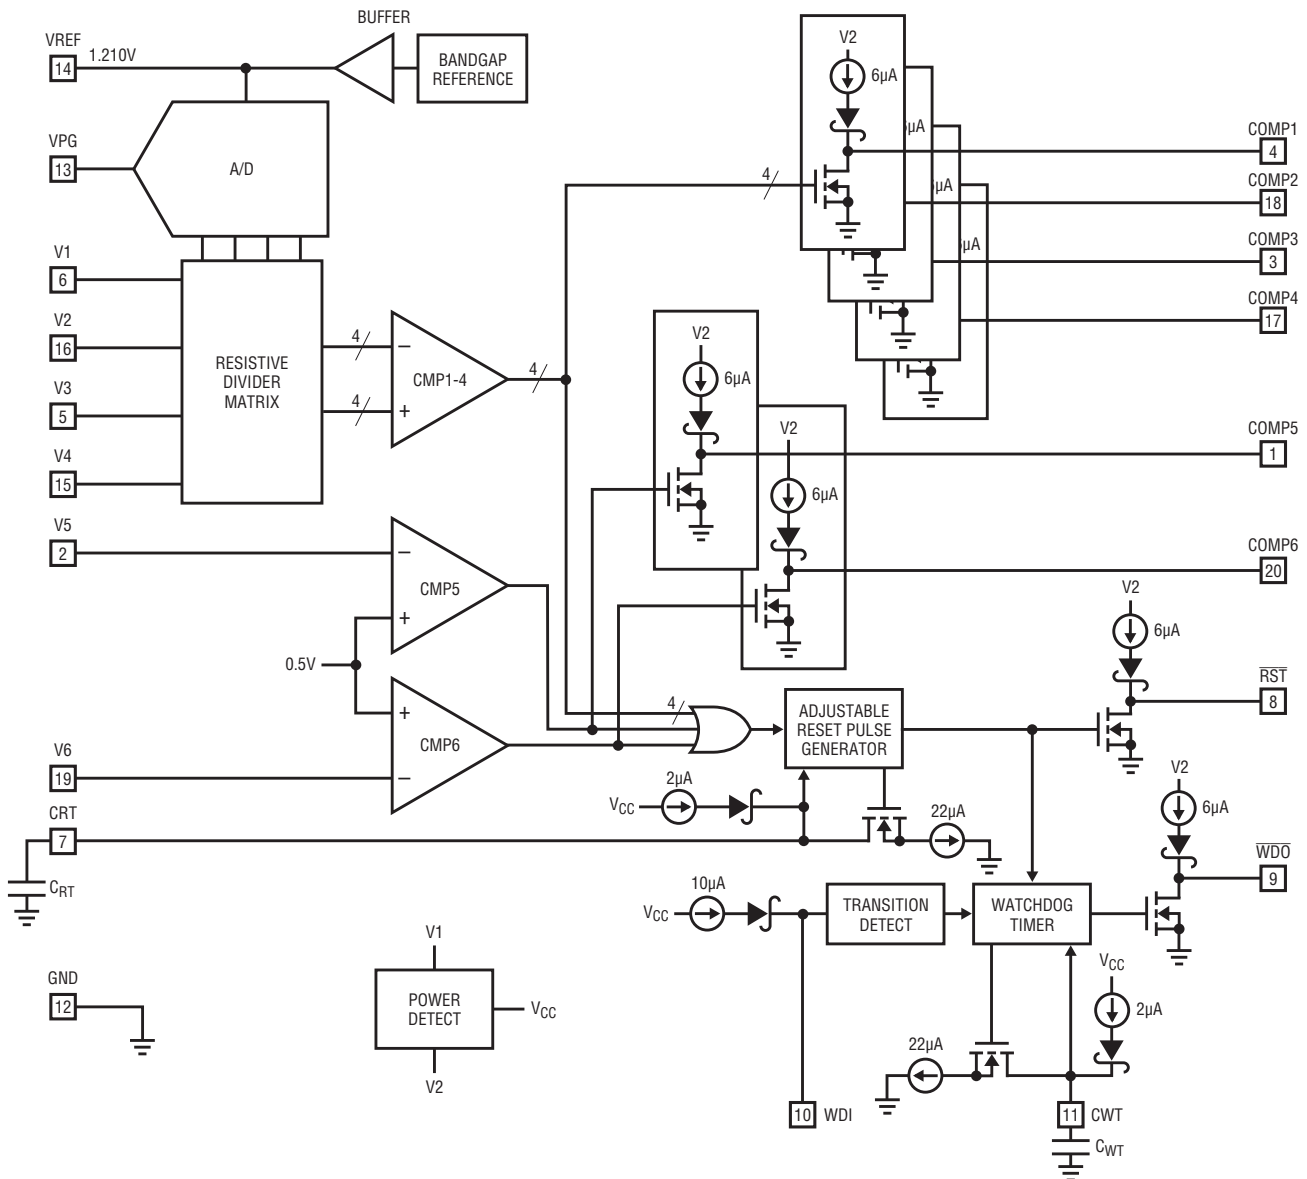 BUFFER
VREF
14
1.210V
BANDGAP
REFERENCE
VPG
13
A/D
V1
6
V2
16
V3
5
V4
15
RESISTIVE
DIVIDER
MATRIX
4
4
−
+
CMP1-4
4
4
V2
6µA
µA
µA
µA
COMP1
4
COMP2
18
COMP3
3
COMP4
17
V2
6µA
V2
6µA
COMP5
1
COMP6
20
V5
2
−
+
CMP5
0.5V
+
−
CMP6
V6
19
4
ADJUSTABLE
RESET PULSE
GENERATOR
V2
6µA
RST
8
VCC
2µA
22µA
CRT
7
CRT
V2
6µA
WDO
9
VCC
10µA
TRANSITION
DETECT
WATCHDOG
TIMER
GND
12
V1
POWER
DETECT
VCC
V2
VCC
2µA
22µA
10
WDI
11
CWT
CWT